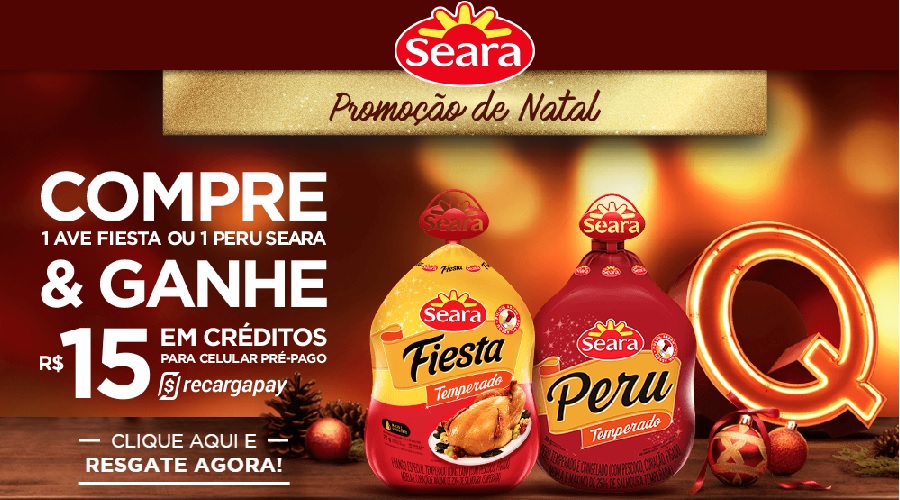 Seara
Promoção de Natal
COMPRE
1 AVE FIESTA OU 1 PERU SEARA
& GANHE
R$ 15 EM CRÉDITOS
PARA CELULAR PRÉ-PAGO
recargapay
CLIQUE AQUI E
RESGATE AGORA!
Seara
Fiesta
Seara
Fiesta
Temperado
Seara
Seara
Peru
Temperado
Q